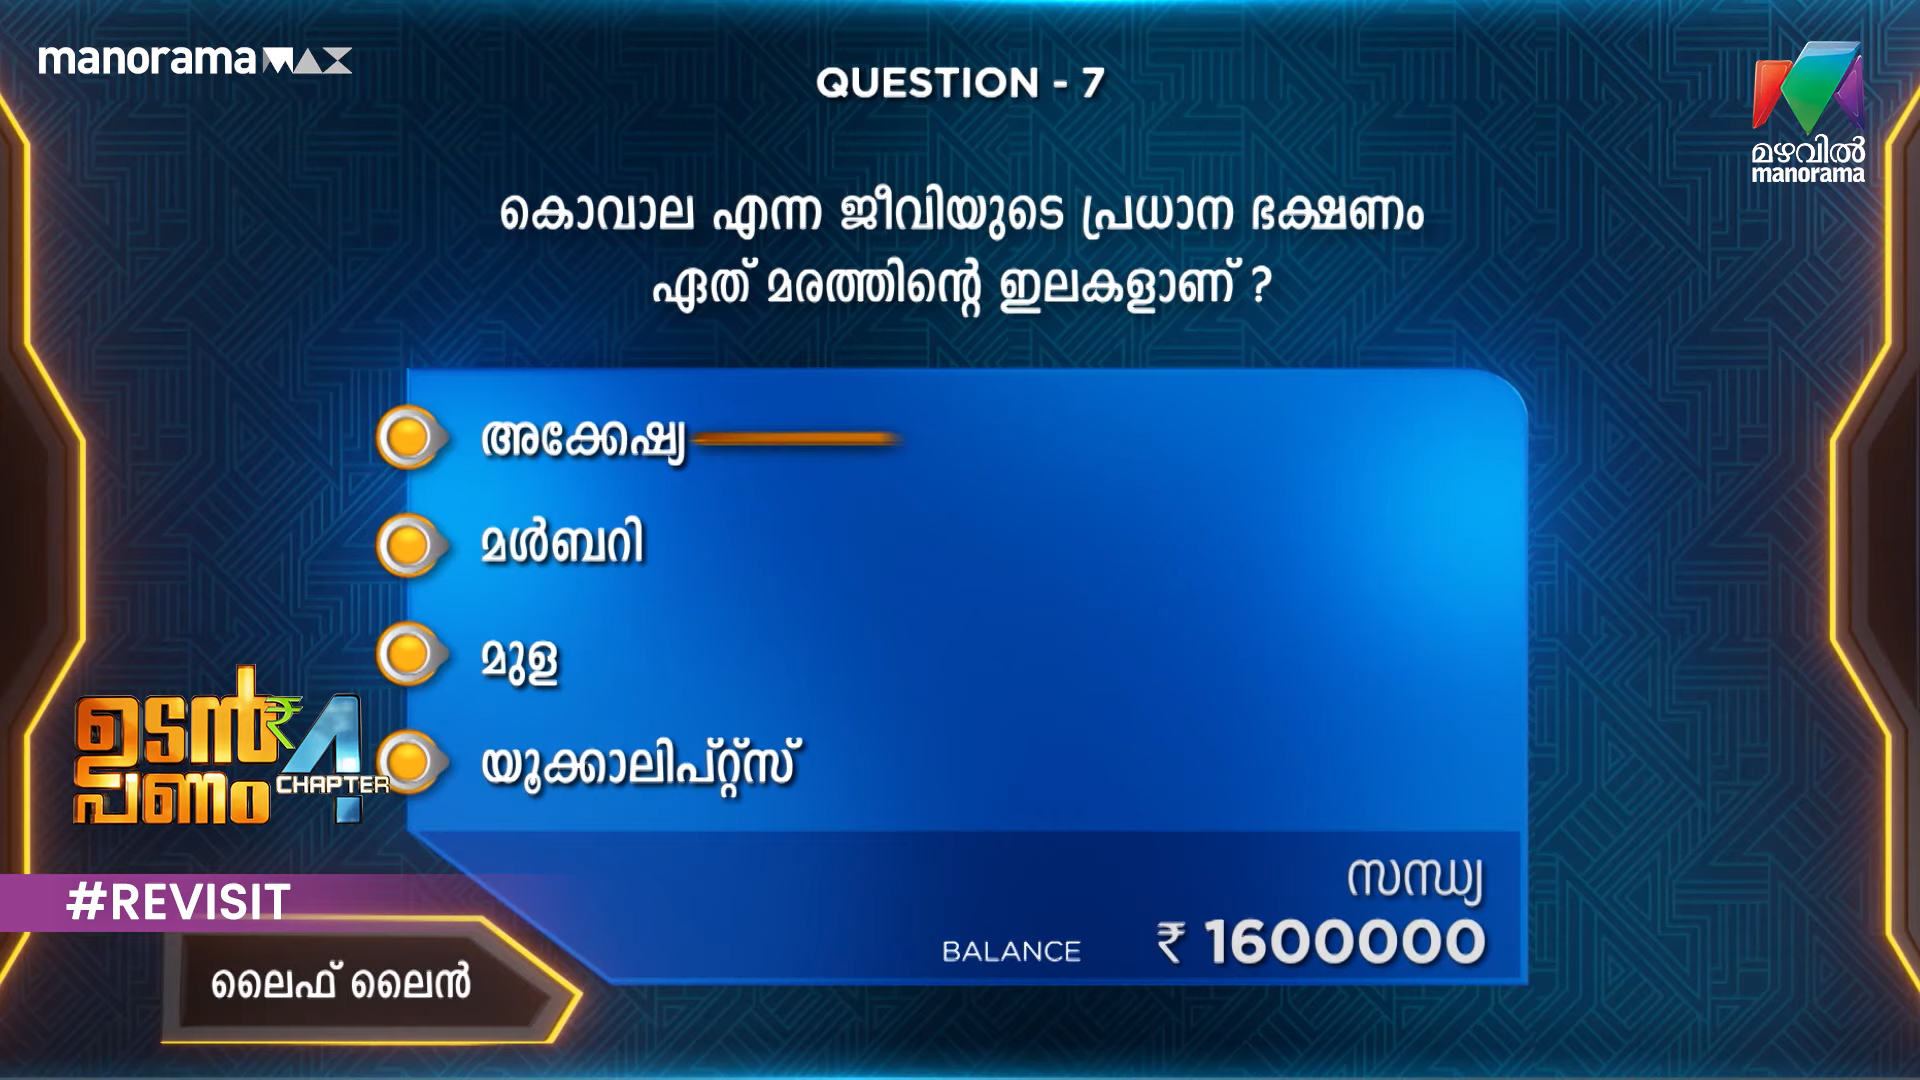 manoramaMAX
QUESTION - 7
മഴവിൽ
manorama
കൊവാല എന്ന ജീവിയുടെ പ്രധാന ഭക്ഷണം
ഏത് മരത്തിന്റെ ഇലകളാണ് ?
അക്കേഷ്യ
മൾബറി
മുള
യൂക്കാലിപ്റ്റ്സ്
ഉടൻ
പണം
CHAPTER 4
#REVISIT
സന്ധ്യ
BALANCE ₹ 1600000
ലൈഫ് ലൈൻ